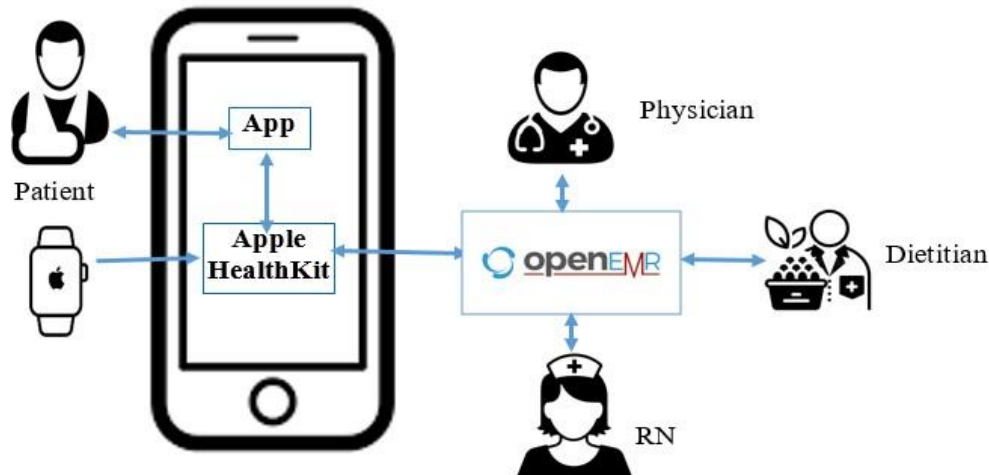 App
Physician
Patient
Apple
HealthKit
openEMR
Dietitian
RN